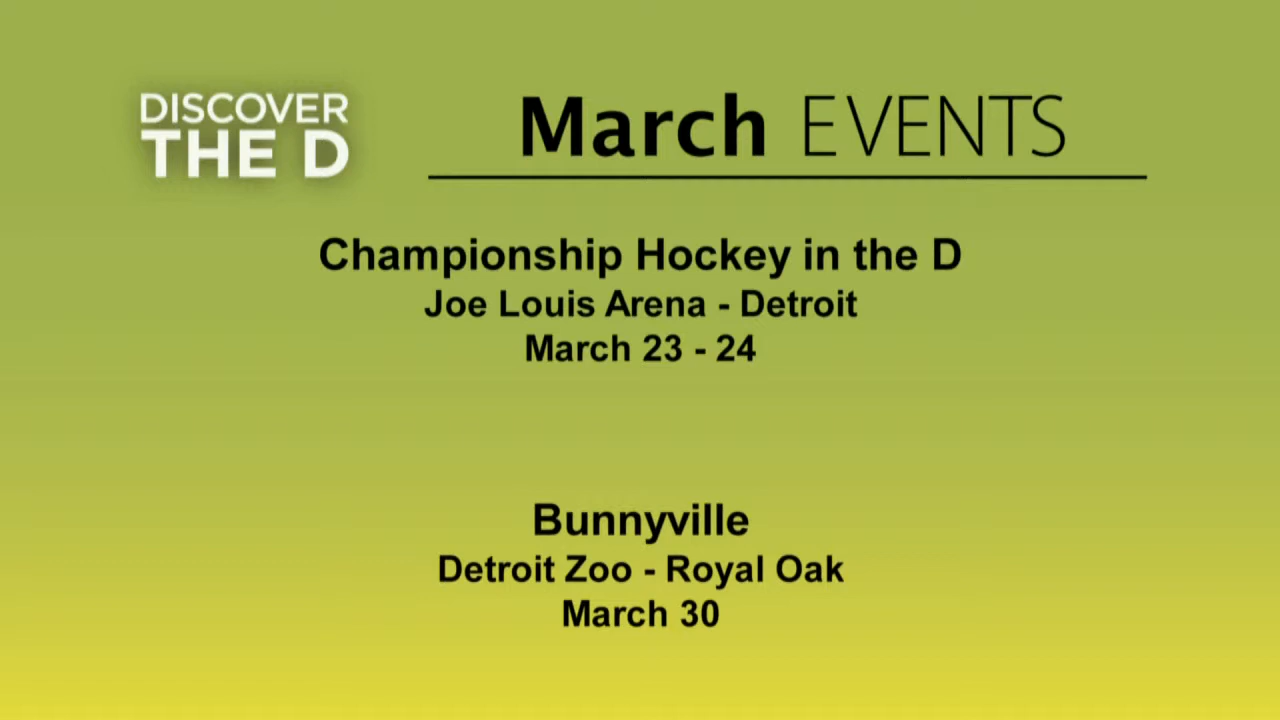 DISCOVER
THE D
March EVENTS
Championship Hockey in the D
Joe Louis Arena - Detroit
March 23 - 24
Bunnyville
Detroit Zoo - Royal Oak
March 30